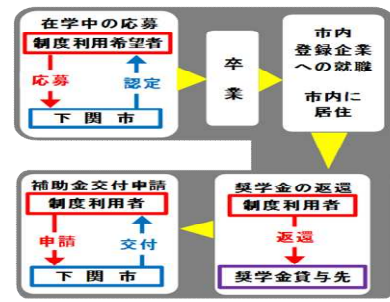 在学中の応募
制度利用希望者
応募
認定
下関市
卒業
市内
登録企業
への就職
市内に
居住
補助金交付申請
制度利用者
申請
交付
下関市
奨学金の返還
制度利用者
返還
奨学金貸与先